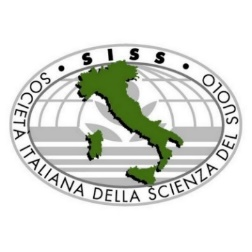 • SISS •
SOCIETÀ ITALIANA DELLA SCIENZA DEL SUOLO